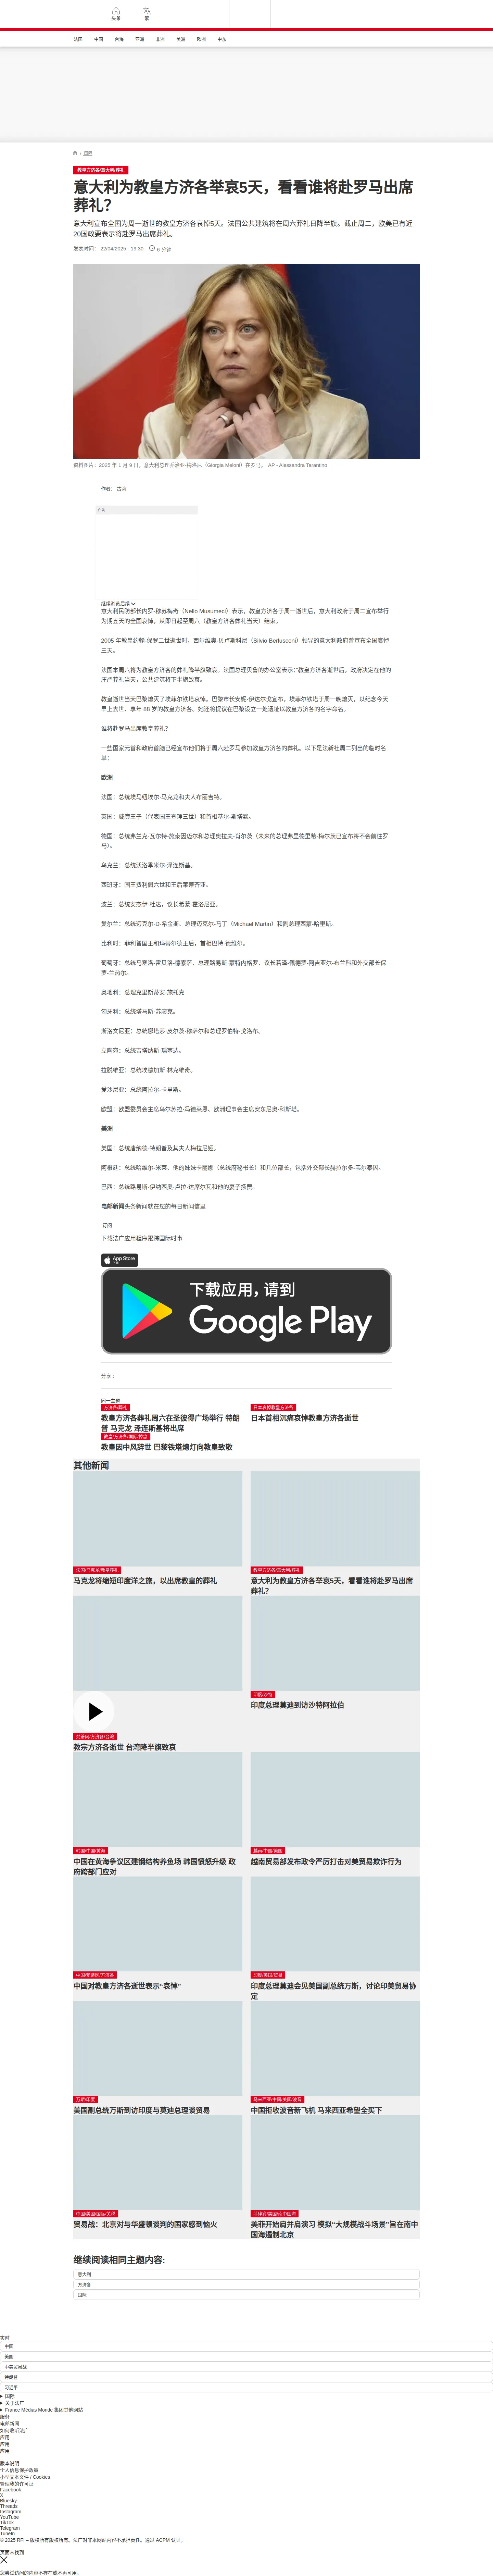 头条
繁
法国
中国
台海
亚洲
非洲
美洲
欧洲
中东
/ 国际
教皇方济各/意大利/葬礼
意大利为教皇方济各举哀5天，看看谁将赴罗马出席
葬礼？
意大利宣布全国为周一逝世的教皇方济各哀悼5天。法国公共建筑将在周六葬礼日降半旗。截止周二，欧美已有近
20国政要表示将赴罗马出席葬礼。
发表时间： 22/04/2025 - 19:30
6 分钟
资料图片：2025 年 1 月 9 日，意大利总理乔治亚·梅洛尼（Giorgia Meloni）在罗马。 AP - Alessandra Tarantino
作者： 古莉
广告
继续浏览后续
意大利民防部长内罗·穆苏梅奇（Nello Musumeci）表示，教皇方济各于周一逝世后，意大利政府于周二宣布举行
为期五天的全国哀悼，从即日起至周六（教皇方济各葬礼当天）结束。
2005 年教皇约翰·保罗二世逝世时，西尔维奥·贝卢斯科尼（Silvio Berlusconi）领导的意大利政府曾宣布全国哀悼
三天。
法国本周六将为教皇方济各的葬礼降半旗致哀。法国总理贝鲁的办公室表示:"教皇方济各逝世后，政府决定在他的
庄严葬礼当天，公共建筑将下半旗致哀。
教皇逝世当天巴黎熄灭了埃菲尔铁塔哀悼。巴黎市长安妮·伊达尔戈宣布，埃菲尔铁塔于周一晚熄灭，以纪念今天
早上去世、享年 88 岁的教皇方济各。她还将提议在巴黎设立一处遗址以教皇方济各的名字命名。
谁将赴罗马出席教皇葬礼？
一些国家元首和政府首脑已经宣布他们将于周六赴罗马参加教皇方济各的葬礼。以下是法新社周二列出的临时名
单：
欧洲
法国：总统埃马纽埃尔·马克龙和夫人布丽吉特。
英国：威廉王子（代表国王查理三世）和首相基尔·斯塔默。
德国：总统弗兰克-瓦尔特·施泰因迈尔和总理奥拉夫-肖尔茨（未来的总理弗里德里希-梅尔茨已宣布将不会前往罗
马）。
乌克兰：总统沃洛季米尔·泽连斯基。
西班牙：国王费利佩六世和王后莱蒂齐亚。
波兰：总统安杰伊-杜达，议长希蒙-霍洛尼亚。
爱尔兰：总统迈克尔·D·希金斯、总理迈克尔-马丁（Michael Martin）和副总理西蒙-哈里斯。
比利时：菲利普国王和玛蒂尔德王后，首相巴特·德维尔。
葡萄牙：总统马塞洛-雷贝洛-德索萨、总理路易斯·蒙特内格罗、议长若泽-佩德罗-阿吉亚尔-布兰科和外交部长保
罗·兰热尔。
奥地利：总理克里斯蒂安·施托克
匈牙利：总统塔马斯·苏廖克。
斯洛文尼亚：总统娜塔莎·皮尔茨·穆萨尔和总理罗伯特·戈洛布。
立陶宛：总统吉塔纳斯·瑙塞达。
拉脱维亚：总统埃德加斯·林克维奇。
爱沙尼亚：总统阿拉尔·卡里斯。
欧盟：欧盟委员会主席乌尔苏拉·冯德莱恩、欧洲理事会主席安东尼奥·科斯塔。
美洲
美国：总统唐纳德·特朗普及其夫人梅拉尼娅。
阿根廷：总统哈维尔·米莱、他的妹妹卡丽娜（总统府秘书长）和几位部长，包括外交部长赫拉尔多·韦尔泰因。
巴西：总统路易斯·伊纳西奥·卢拉·达席尔瓦和他的妻子扬贾。
电邮新闻头条新闻就在您的每日新闻信里
订阅
下载法广应用程序跟踪国际时事
App Store
下载
下载应用，请到
Google Play
分享 :
同一主题
方济各/葬礼
教皇方济各葬礼周六在圣彼得广场举行 特朗
普 马克龙 泽连斯基将出席
日本哀悼教皇方济各
日本首相沉痛哀悼教皇方济各逝世
教皇/方济各/国际/悼念
教皇因中风辞世 巴黎铁塔熄灯向教皇致敬
其他新闻
法国/马克龙/教皇葬礼
马克龙将缩短印度洋之旅，以出席教皇的葬礼
教皇方济各/意大利/葬礼
意大利为教皇方济各举哀5天，看看谁将赴罗马出席
葬礼？
梵蒂冈/方济各/台湾
教宗方济各逝世 台湾降半旗致哀
印度/沙特
印度总理莫迪到访沙特阿拉伯
韩国/中国/黄海
中国在黄海争议区建钢结构养鱼场 韩国愤怒升级 政
府跨部门应对
越南/中国/美国
越南贸易部发布政令严厉打击对美贸易欺诈行为
中国/梵蒂冈/方济各
中国对教皇方济各逝世表示“哀悼”
印度/美国/贸易
印度总理莫迪会见美国副总统万斯，讨论印美贸易协
定
万斯/印度
美国副总统万斯到访印度与莫迪总理谈贸易
马来西亚/中国/美国/波音
中国拒收波音新飞机 马来西亚希望全买下
中国/美国/国际/关税
贸易战：北京对与华盛顿谈判的国家感到恼火
菲律宾/美国/南中国海
美菲开始肩并肩演习 模拟“大规模战斗场景”旨在南中
国海遏制北京
继续阅读相同主题内容:
意大利
方济各
国际
实时
中国
美国
中美贸易战
特朗普
习近平
国际
关于法广
France Médias Monde 集团其他网站
服务
电邮新闻
如何收听法广
应用
应用
应用
版本说明
个人信息保护政策
小型文本文件 / Cookies
管理我的许可证
Facebook
X
Bluesky
Threads
Instagram
YouTube
TikTok
Telegram
TuneIn
© 2025 RFI – 版权所有版权所有。法广对非本网站内容不承担责任。通过 ACPM 认证。
页面未找到
您尝试访问的内容不存在或不再可用。